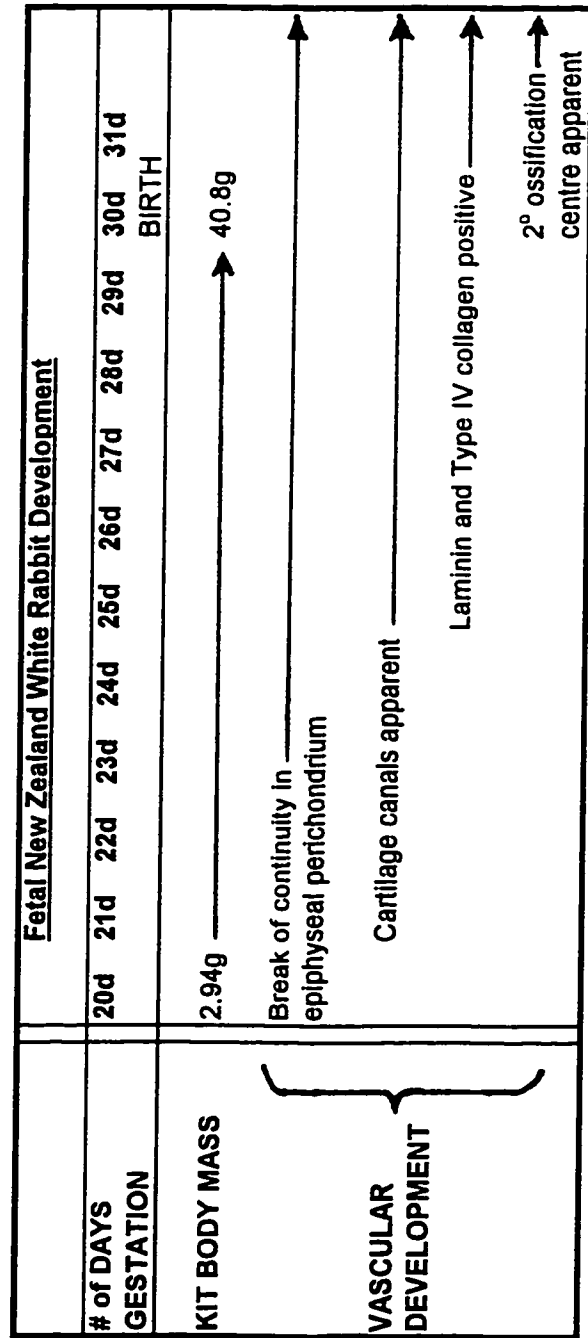 Fetal New Zealand White Rabbit Development
# of DAYS 20d 21d 22d 23d 24d 25d 26d 27d 28d 29d 30d 31d
GESTATION BIRTH
KIT BODY MASS 2.94g 40.8g
Break of continuity in
epiphyseal perichondrium
VASCULAR
DEVELOPMENT
Cartilage canals apparent
Laminin and Type IV collagen positive
2º ossification
centre apparent